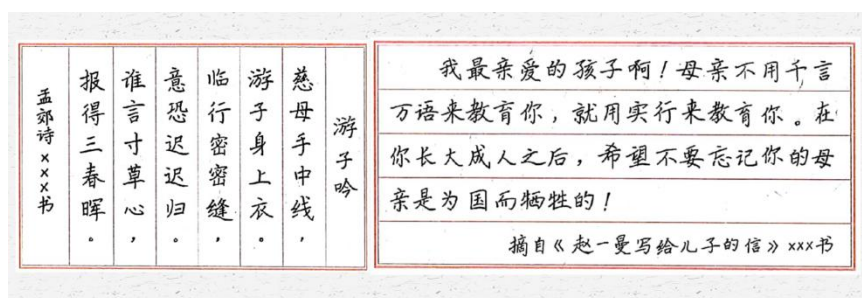 游子吟
慈母手中线，
游子身上衣。
临行密密缝，
意恐迟迟归。
谁言寸草心，
报得三春晖。
孟郊诗×××书
我最亲爱的孩子啊！母亲不用千言
万语来教育你，就用实行来教育你。在
你长大成人之后，希望不要忘记你的母
亲是为国而牺牲的！
摘自《赵一曼写给儿子的信》×××书